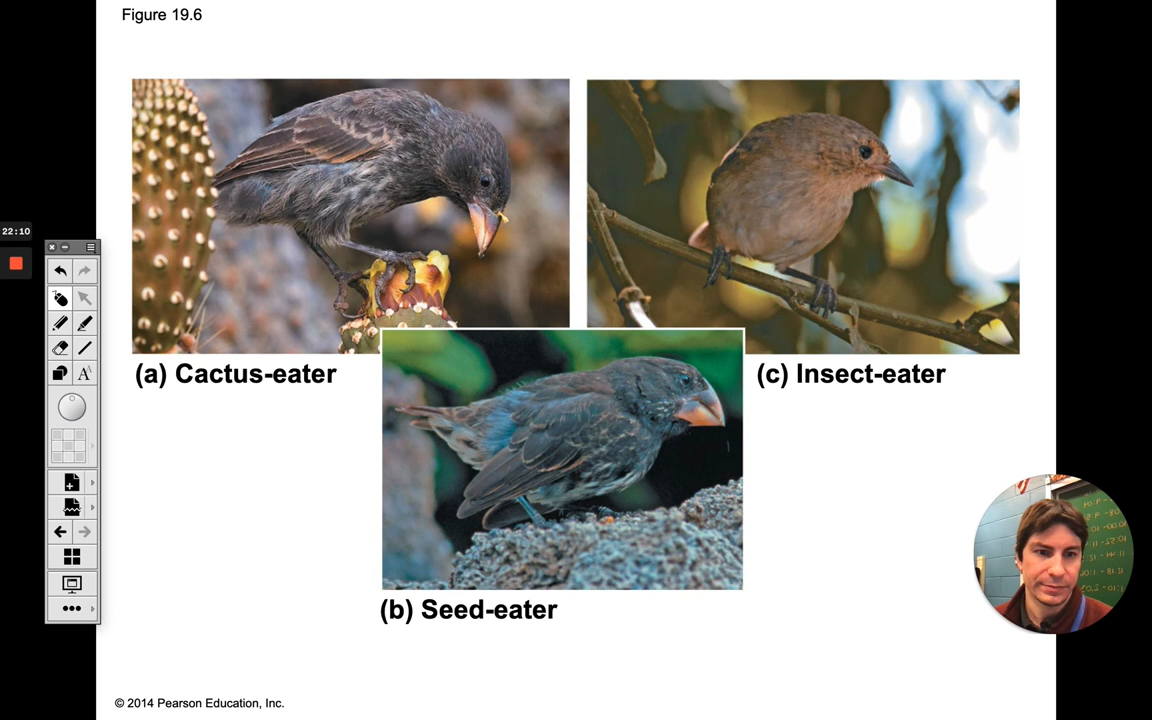 Figure 19.6
22:10
(a) Cactus-eater
(c) Insect-eater
(b) Seed-eater
© 2014 Pearson Education, Inc.